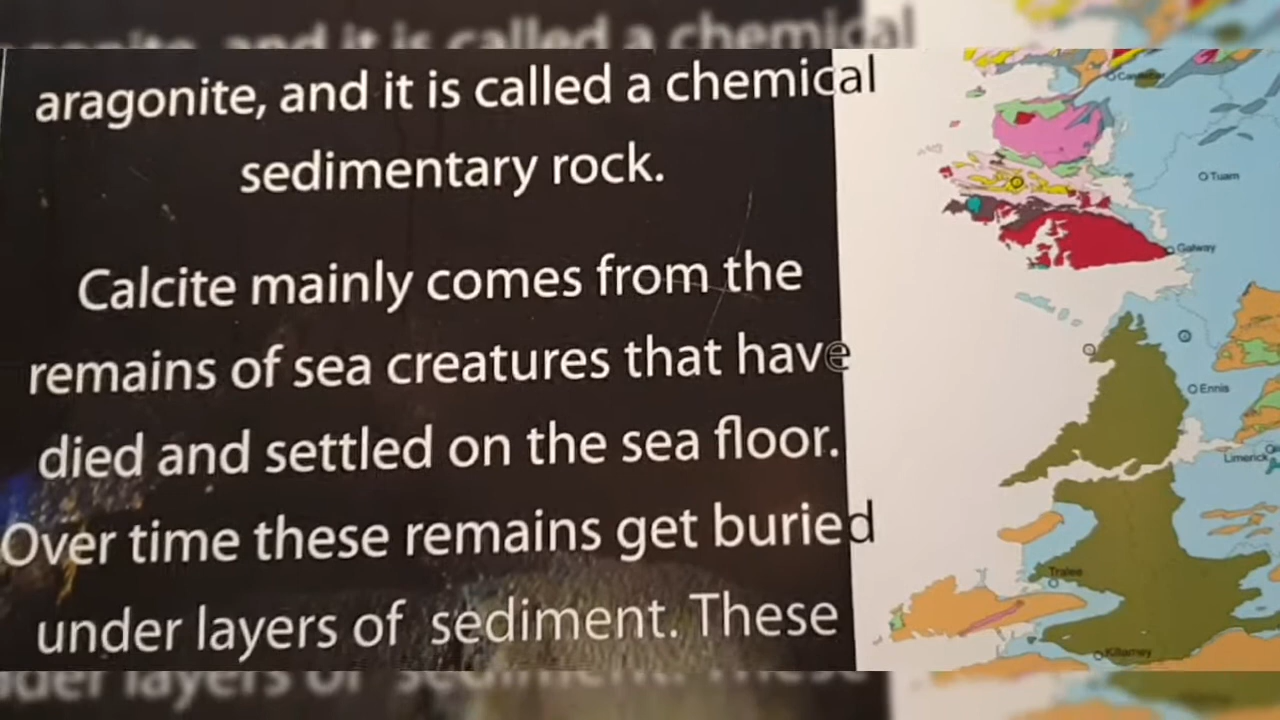 aragonite, and it is called a chemical
sedimentary rock.
Calcite mainly comes from the
remains of sea creatures that have
died and settled on the sea floor.
Over time these remains get buried
under layers of sediment. These
Tuam
Galway
Ennis
Limerick
Tralee
Killarney